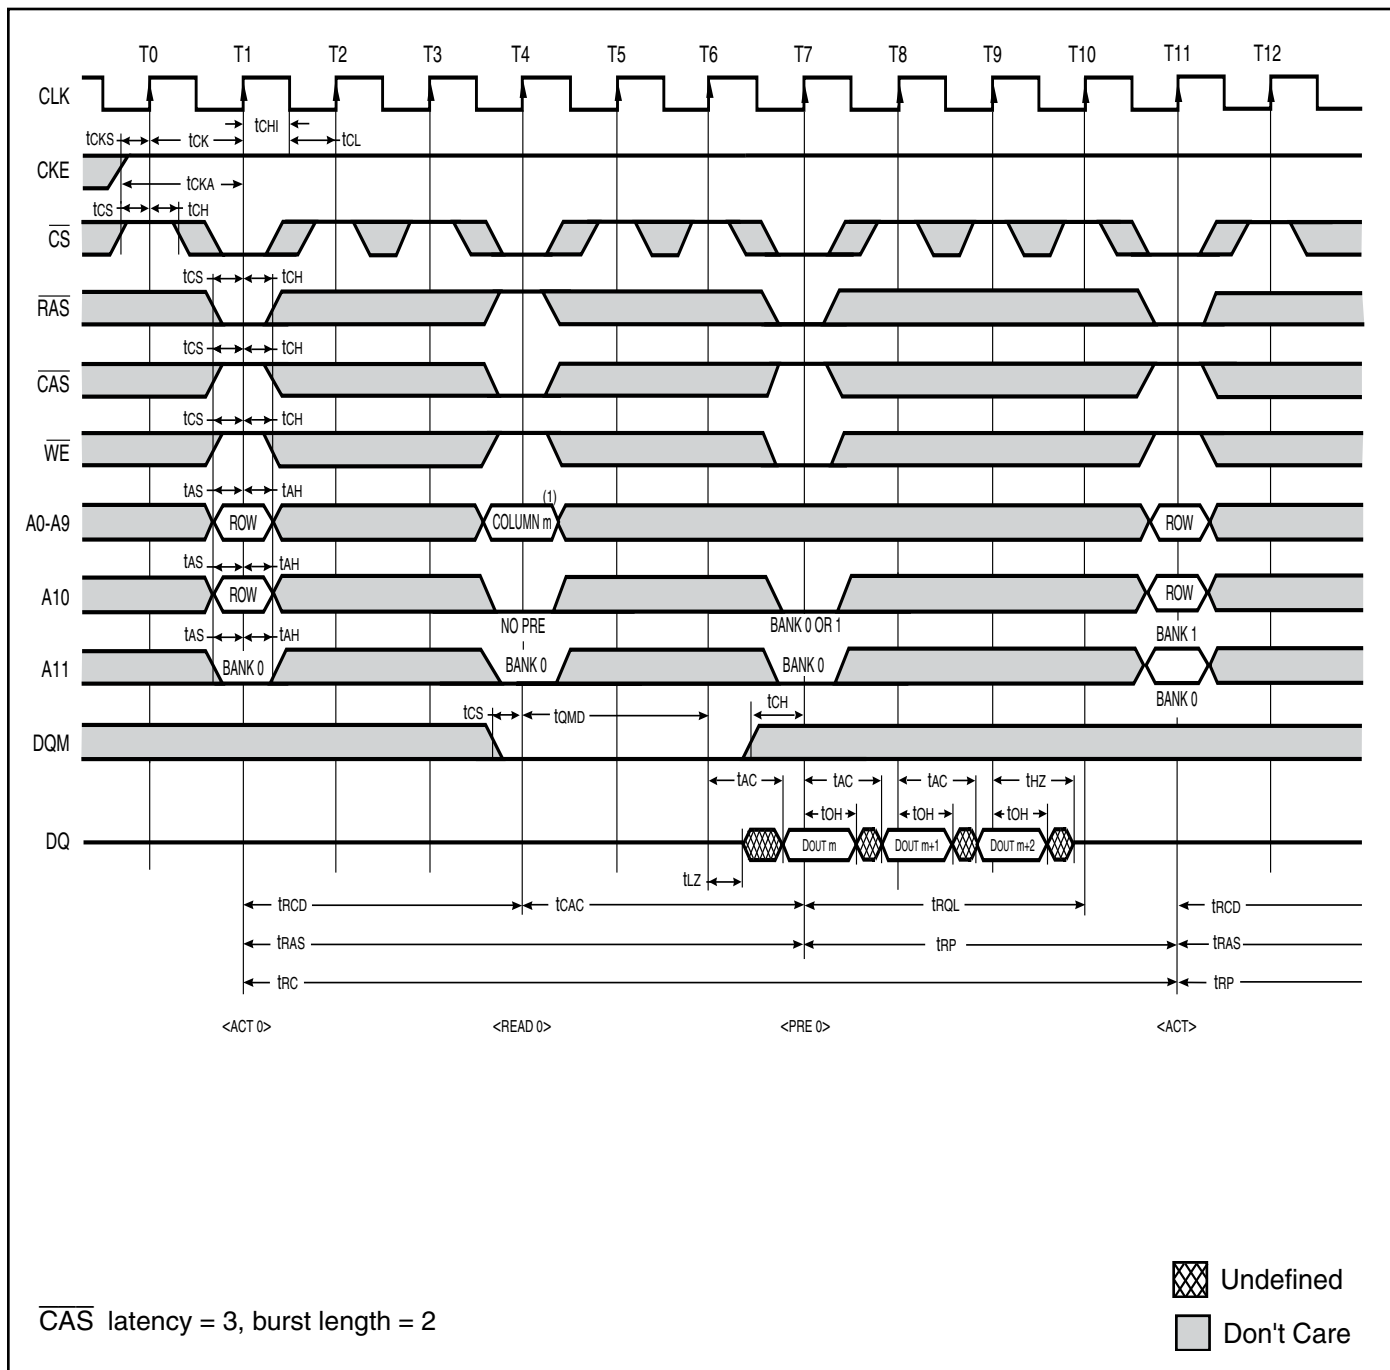 T0 T1 T2 T3 T4 T5 T6 T7 T8 T9 T10 T11 T12
CLK
tCHI
tCKS tCK tCL
CKE
tCKA
tCS tCH
CS
tCS tCH
RAS
tCS tCH
CAS
tCS tCH
WE
tAS tAH
(1)
A0-A9 ROW COLUMN m ROW
tAS tAH
A10 ROW ROW
NO PRE BANK 0 OR 1 BANK 1
tAS tAH
A11 BANK 0 BANK 0 BANK 0
BANK 0
tCS tQMD tCH
DQM
tAC tAC tAC tHZ
tOH tOH tOH
DQ DOUT m DOUT m+1 DOUT m+2
tLZ
tRCD tCAC tRQL tRCD
tRAS tRP tRAS
tRC tRP
<ACT 0> <READ 0> <PRE 0> <ACT>
Undefined
CAS latency = 3, burst length = 2
Don't Care